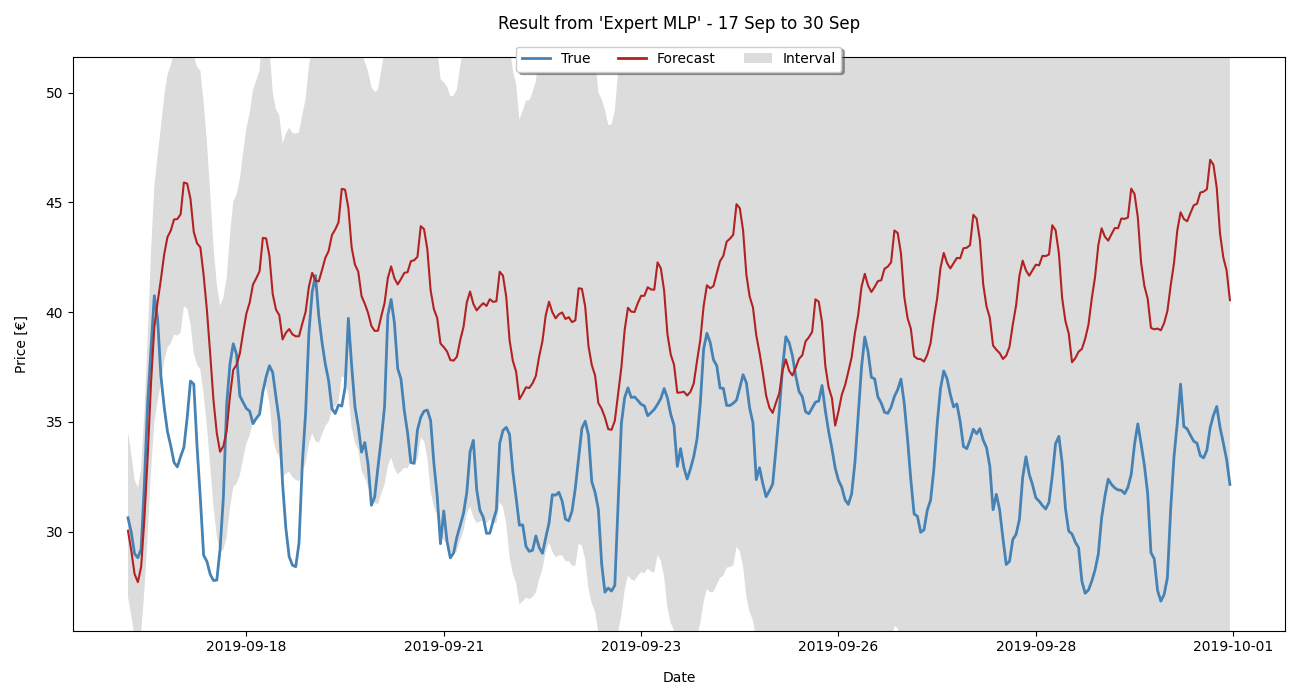 Result from 'Expert MLP' - 17 Sep to 30 Sep
True Forecast Interval
Price [€]
50
45
40
35
30
2019-09-18 2019-09-21 2019-09-23 2019-09-26 2019-09-28 2019-10-01
Date